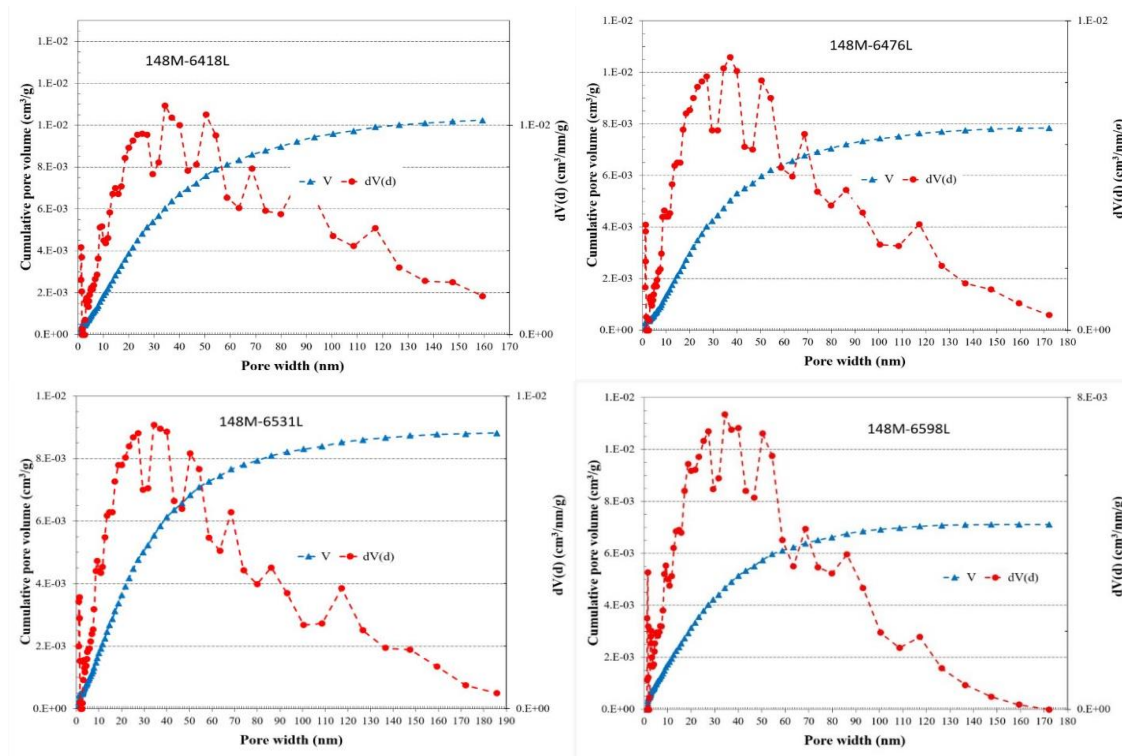 148M-6418L
Cumulative pore volume (cm³/g)
1.E-02
1.E-02
1.E-02
8.E-03
6.E-03
4.E-03
2.E-03
0.E+00
V dV(d)
1.E-02
0.E+00
dV(d) (cm³/nm/g)
0 10 20 30 40 50 60 70 80 90 100 110 120 130 140 150 160 170
Pore width (nm)
148M-6476L
Cumulative pore volume (cm³/g)
1.E-02
1.E-02
8.E-03
6.E-03
4.E-03
2.E-03
0.E+00
V dV(d)
1.E-02
0.E+00
dV(d) (cm³/nm/g)
0 10 20 30 40 50 60 70 80 90 100 110 120 130 140 150 160 170 180
Pore width (nm)
148M-6531L
Cumulative pore volume (cm³/g)
1.E-02
8.E-03
6.E-03
4.E-03
2.E-03
0.E+00
V dV(d)
1.E-02
0.E+00
dV(d) (cm³/nm/g)
0 10 20 30 40 50 60 70 80 90 100 110 120 130 140 150 160 170 180 190
Pore width (nm)
148M-6598L
Cumulative pore volume (cm³/g)
1.E-02
1.E-02
8.E-03
6.E-03
4.E-03
2.E-03
0.E+00
V dV(d)
8.E-03
0.E+00
dV(d) (cm³/nm/g)
0 10 20 30 40 50 60 70 80 90 100 110 120 130 140 150 160 170 180
Pore width (nm)